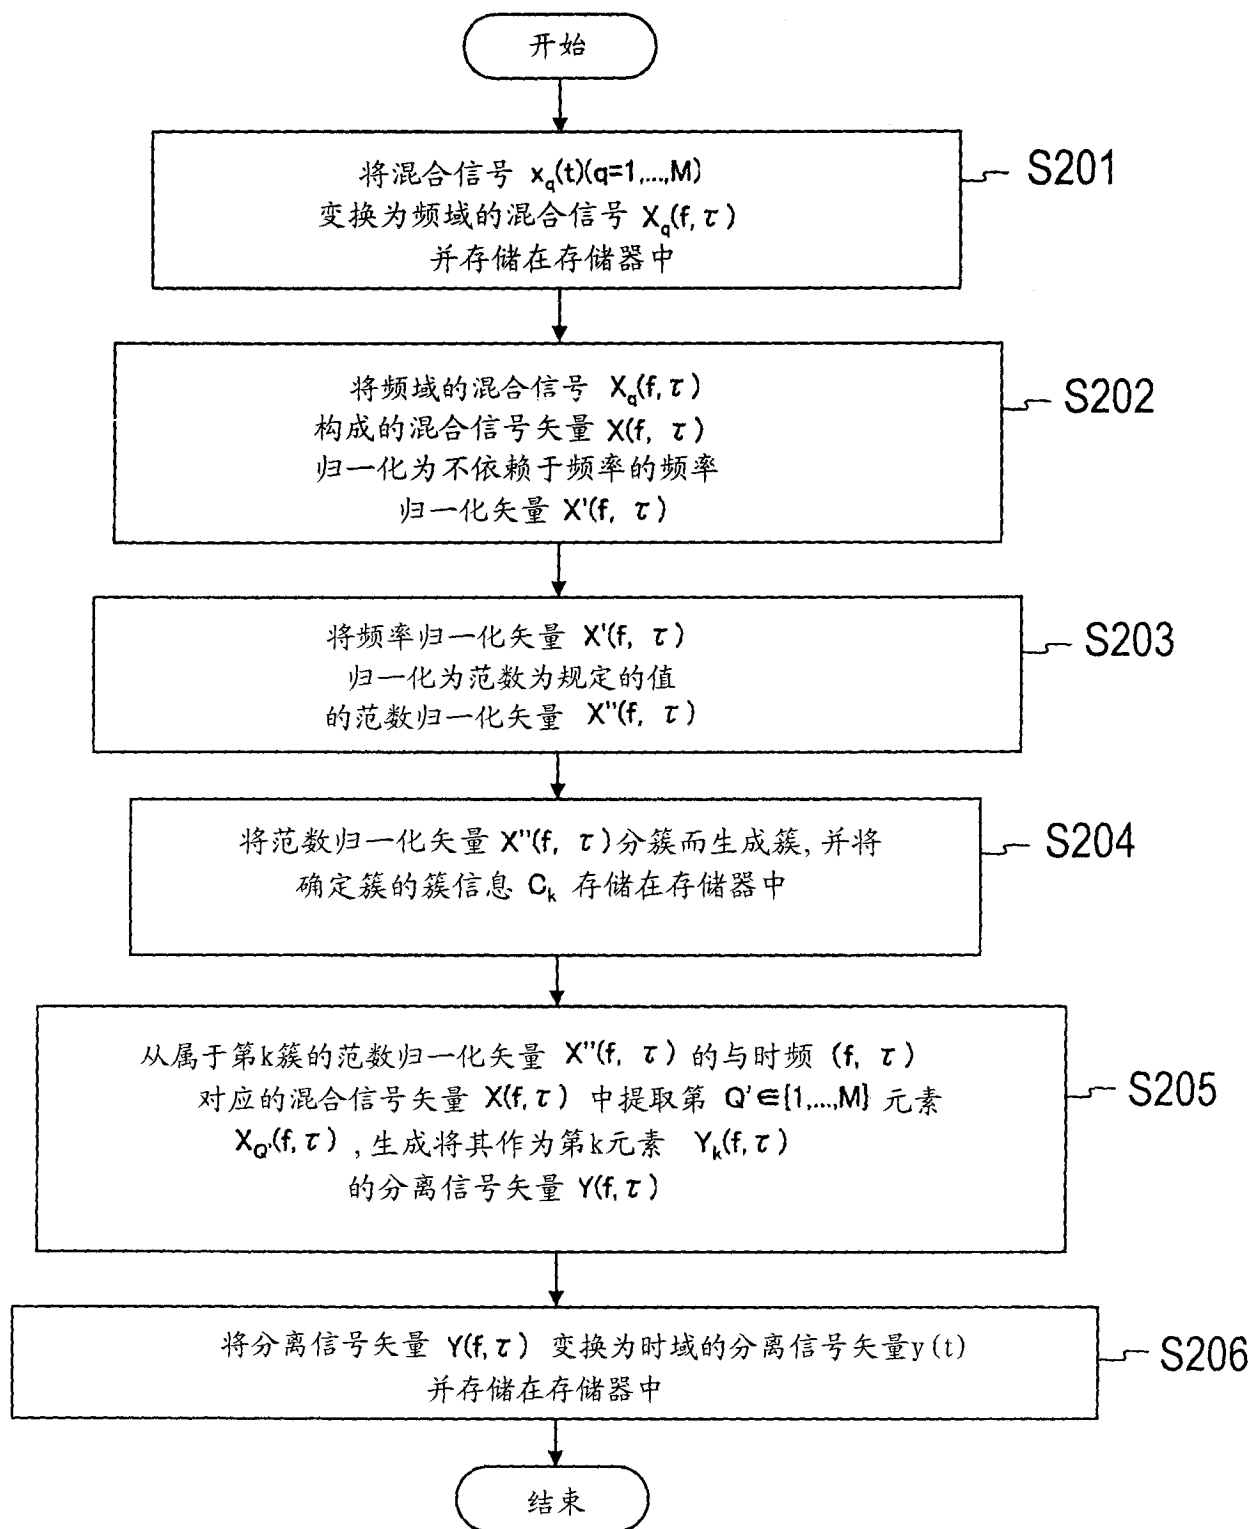 开始
将混合信号 x_q(t)(q=1,...,M)
变换为频域的混合信号 X_q(f,τ)
并存储在存储器中
S201
将频域的混合信号 X_q(f,τ)
构成的混合信号矢量 X(f, τ)
归一化为不依赖于频率的频率
归一化矢量 X'(f, τ)
S202
将频率归一化矢量 X'(f, τ)
归一化为范数为规定的值
的范数归一化矢量 X''(f, τ)
S203
将范数归一化矢量 X''(f, τ)分簇而生成簇,并将
确定簇的簇信息 C_k 存储在存储器中
S204
从属于第k簇的范数归一化矢量 X''(f, τ) 的与时频 (f, τ)
对应的混合信号矢量 X(f,τ) 中提取第 Q'∈{1,...,M} 元素
X_Q'(f,τ) ,生成将其作为第k元素 Y_k(f,τ)
的分离信号矢量 Y(f,τ)
S205
将分离信号矢量 Y(f,τ) 变换为时域的分离信号矢量y(t)
并存储在存储器中
S206
结束